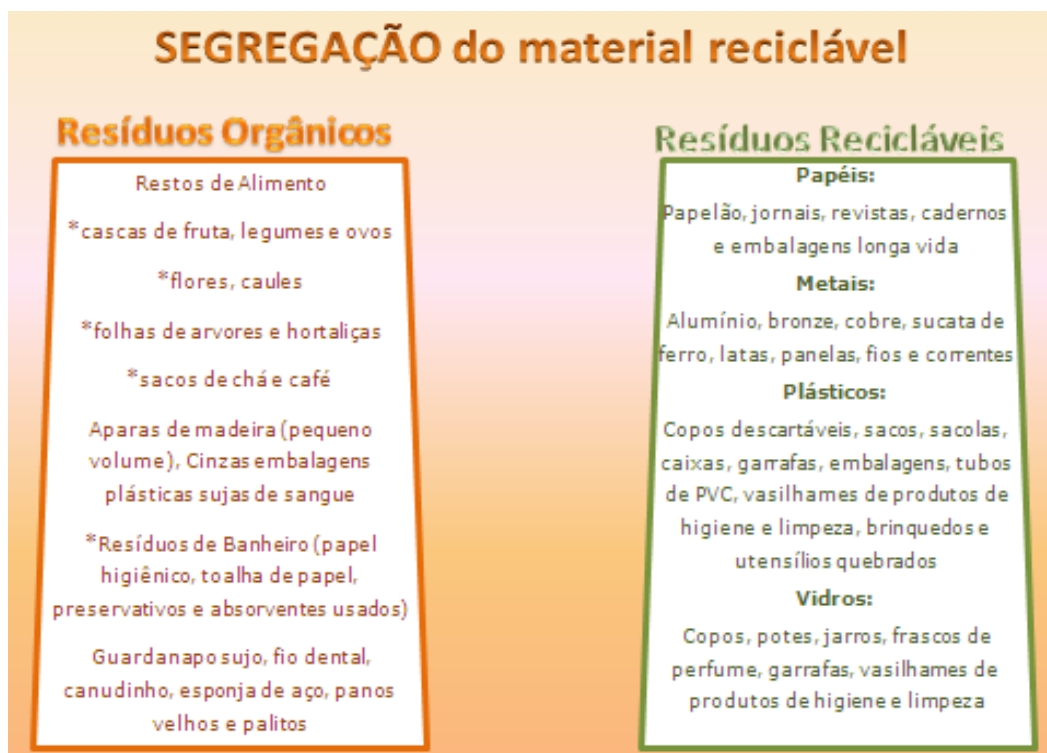 SEGREGAÇÃO do material reciclável
Resíduos Orgânicos
Restos de Alimento
*cascas de fruta, legumes e ovos
*flores, caules
*folhas de arvores e hortaliças
*sacos de chá e café
Aparas de madeira (pequeno
volume), Cinzas embalagens
plásticas sujas de sangue
*Resíduos de Banheiro (papel
higiênico, toalha de papel,
preservativos e absorventes usados)
Guardanapo sujo, fio dental,
canudinho, esponja de aço, panos
velhos e palitos
Resíduos Recicláveis
Papéis:
Papelão, jornais, revistas, cadernos
e embalagens longa vida
Metais:
Alumínio, bronze, cobre, sucata de
ferro, latas, panelas, fios e correntes
Plásticos:
Copos descartáveis, sacos, sacolas,
caixas, garrafas, embalagens, tubos
de PVC, vasilhames de produtos de
higiene e limpeza, brinquedos e
utensílios quebrados
Vidros:
Copos, potes, jarros, frascos de
perfume, garrafas, vasilhames de
produtos de higiene e limpeza